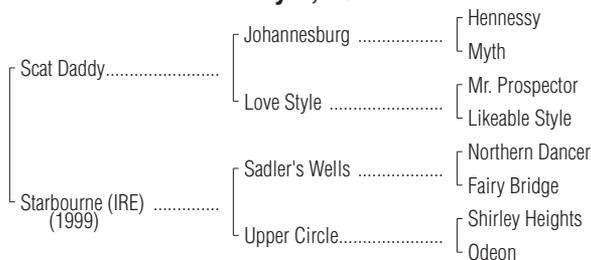 Hennessy
Johannesburg ..................
Myth
Scat Daddy........................
Mr. Prospector
Love Style ........................
Likeable Style
Northern Dancer
Sadler's Wells ..................
Fairy Bridge
Starbourne (IRE) ..............
(1999)
Shirley Heights
Upper Circle......................
Odeon